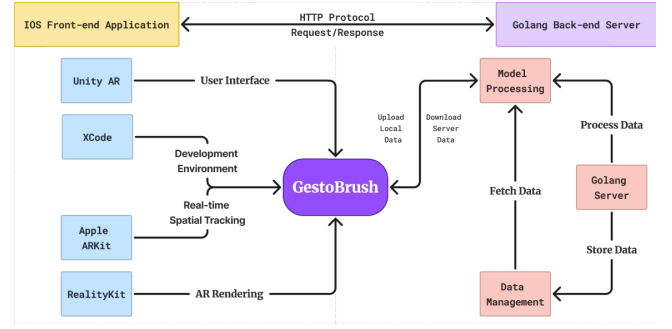 IOS Front-end Application
HTTP Protocol
Request/Response
Golang Back-end Server
Unity AR
User Interface
Model
Processing
XCode
Upload
Local
Data
Download
Server
Data
Process Data
Development
Environment
GestoBrush
Fetch Data
Golang
Server
Real-time
Spatial Tracking
Apple
ARKit
Store Data
RealityKit
AR Rendering
Data
Management